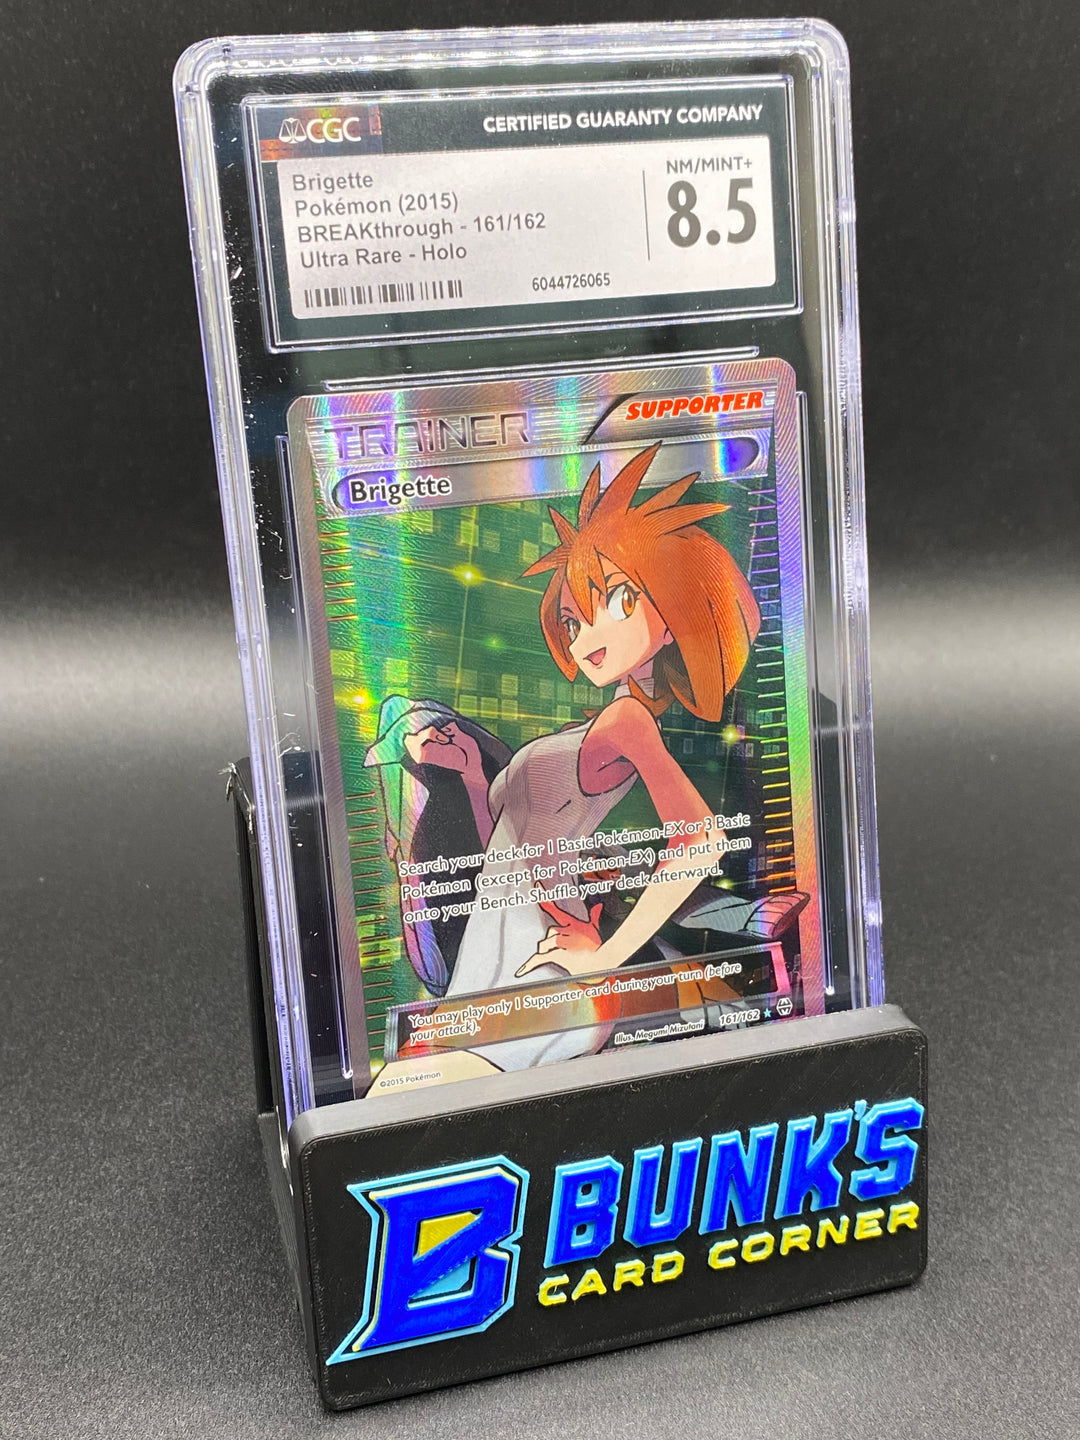 CGC
CERTIFIED GUARANTY COMPANY
Brigette
Pokémon (2015)
BREAKthrough - 161/162
Ultra Rare - Holo
NM/MINT+
8.5
6044726065
TRAINER
SUPPORTER
Brigette
Search your deck for 1 Basic Pokémon-EX or 3 Basic
Pokémon (except for Pokémon-EX) and put them
onto your Bench. Shuffle your deck afterward.
You may play only 1 Supporter card during your turn (before
your attack).
Illus. Megumi Mizutani
161/162
©2015 Pokémon
B
BUNK'S
CARD CORNER